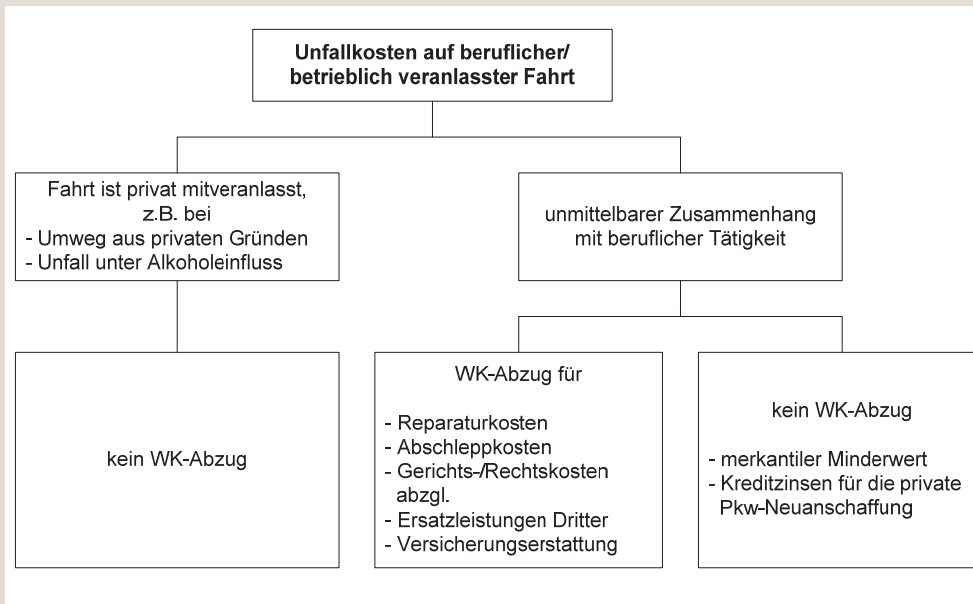 Unfallkosten auf beruflicher/
betrieblich veranlasster Fahrt
Fahrt ist privat mitveranlasst,
z.B. bei
- Umweg aus privaten Gründen
- Unfall unter Alkoholeinfluss
unmittelbarer Zusammenhang
mit beruflicher Tätigkeit
kein WK-Abzug
WK-Abzug für
- Reparaturkosten
- Abschleppkosten
- Gerichts-/Rechtskosten
abzgl.
- Ersatzleistungen Dritter
- Versicherungserstattung
kein WK-Abzug
- merkantiler Minderwert
- Kreditzinsen für die private
Pkw-Neuanschaffung